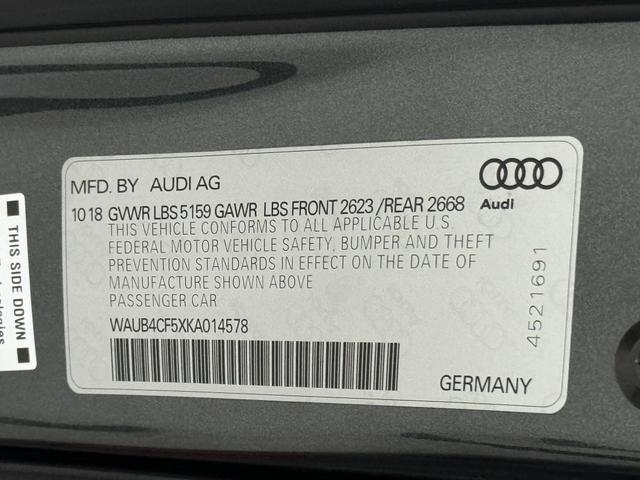 MFD. BY AUDI AG
Audi
10 18 GVWR LBS 5159 GAWR LBS FRONT 2623 /REAR 2668
THIS VEHICLE CONFORMS TO ALL APPLICABLE U.S.
FEDERAL MOTOR VEHICLE SAFETY, BUMPER AND THEFT
PREVENTION STANDARDS IN EFFECT ON THE DATE OF
MANUFACTURE SHOWN ABOVE
PASSENGER CAR
WAUB4CF5XKA014578
4521691
GERMANY
THIS SIDE DOWN